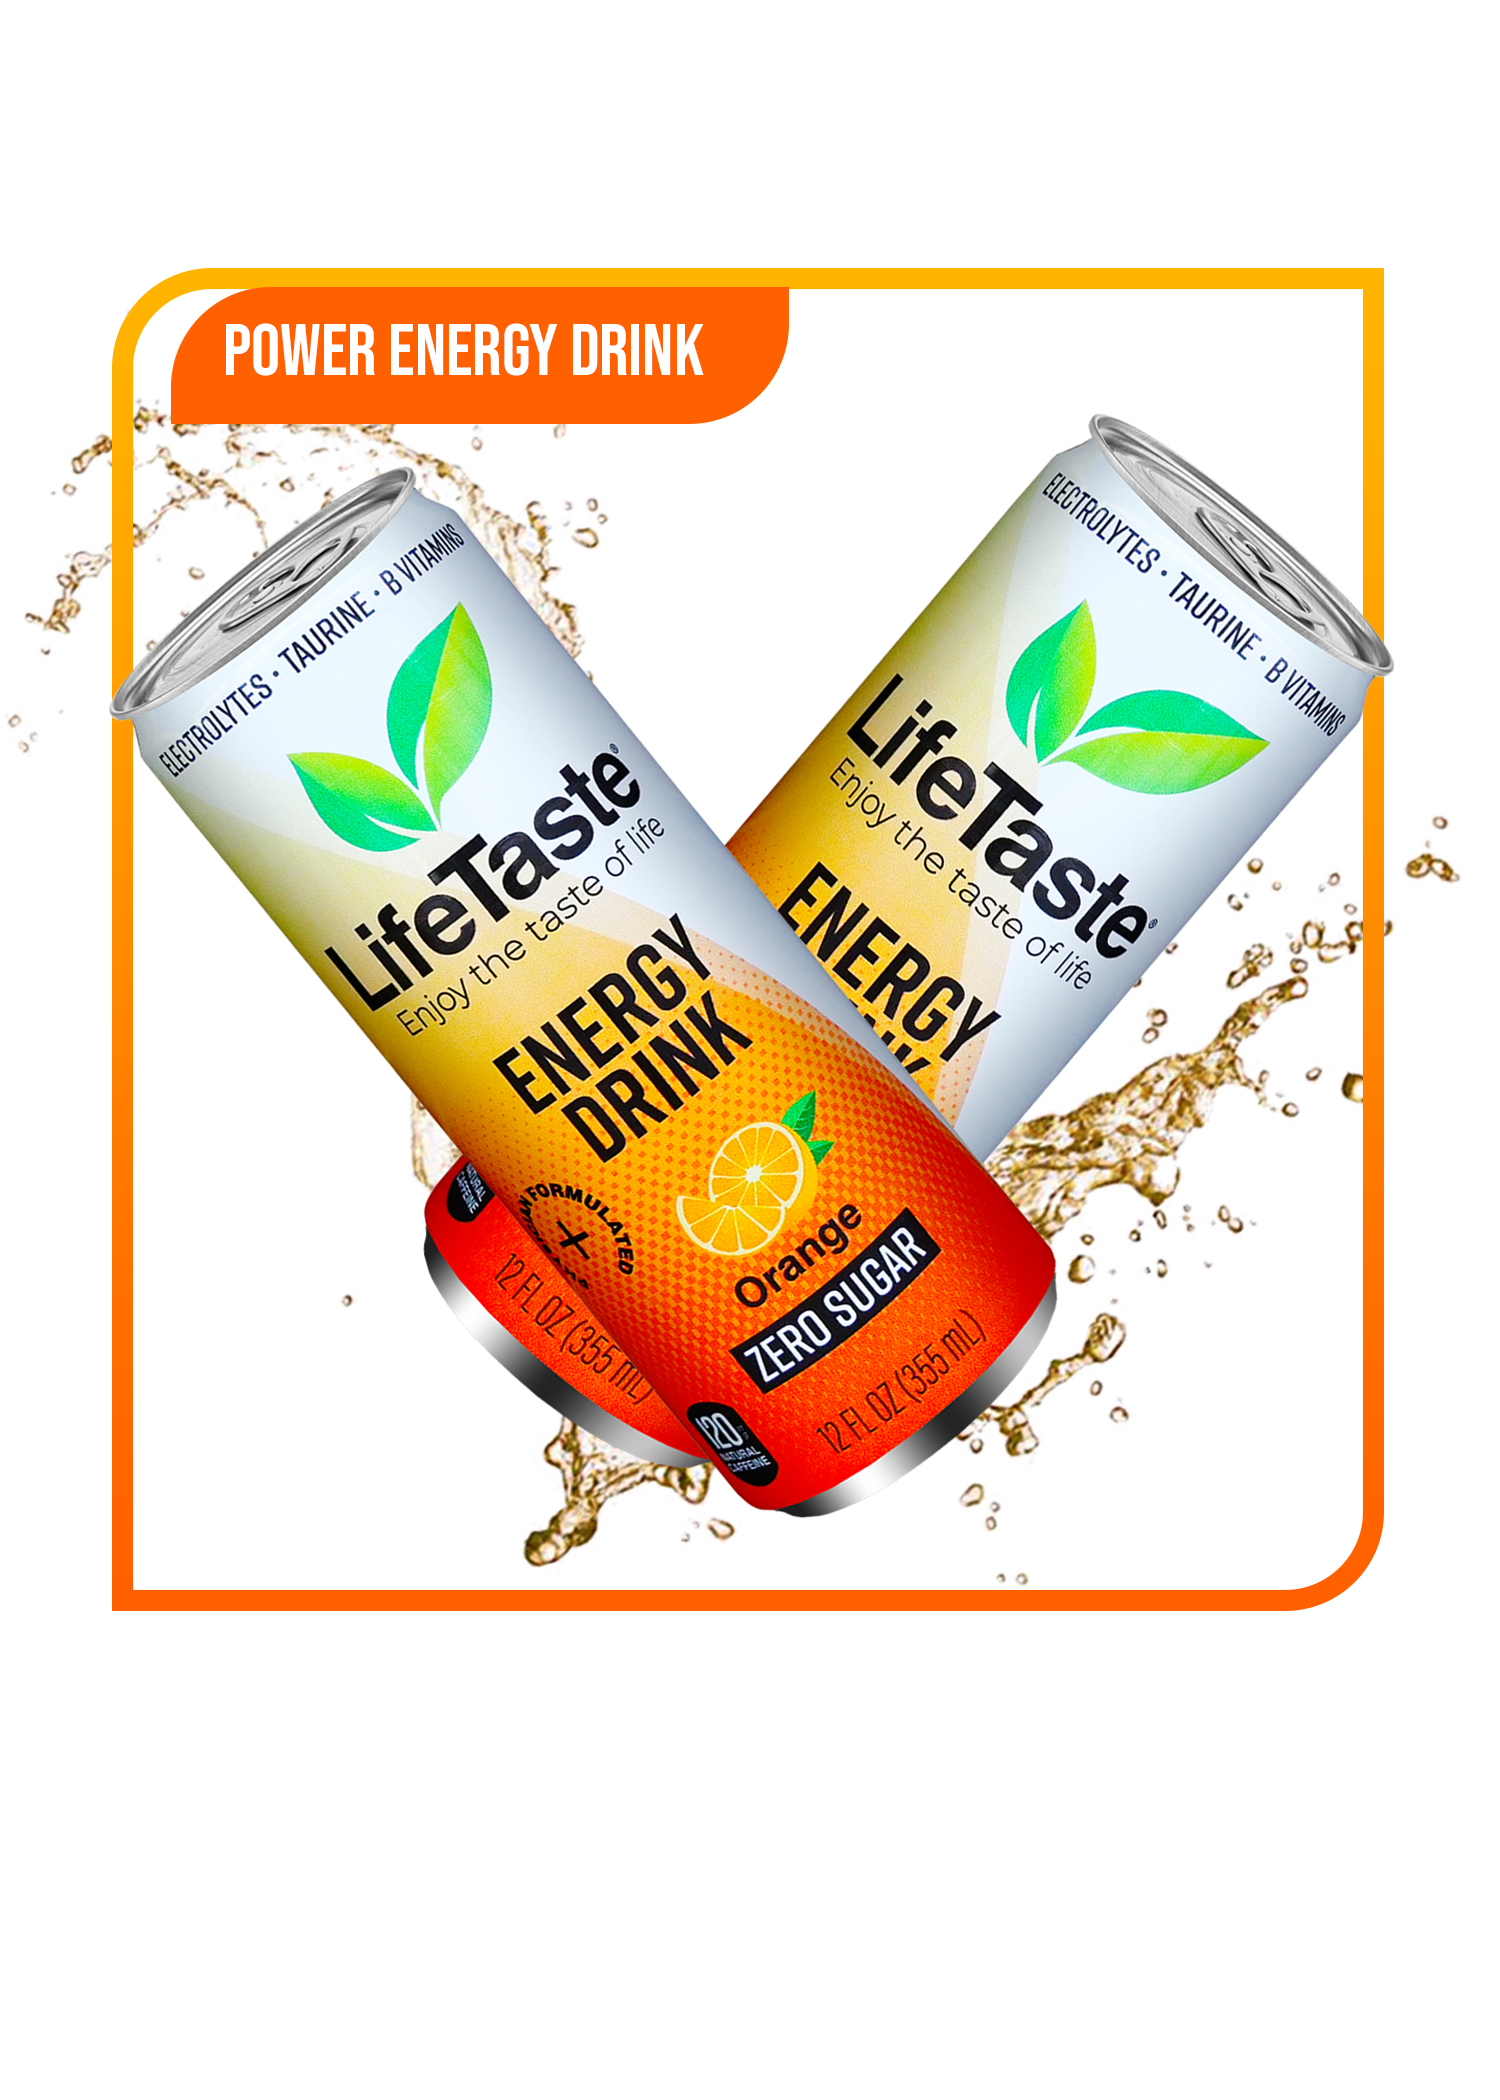 POWER ENERGY DRINK
ELECTROLYTES • TAURINE • B VITAMINS
LifeTaste®
Enjoy the taste of life
ENERGY
DRINK
FORMULATED
Orange
ZERO SUGAR
120
NATURAL
CAFFEINE
12 FL OZ (355 mL)
ELECTROLYTES • TAURINE • B VITAMINS
LifeTaste®
Enjoy the taste of life
ENERGY
CAFFEINE
12 FL OZ (355 mL)